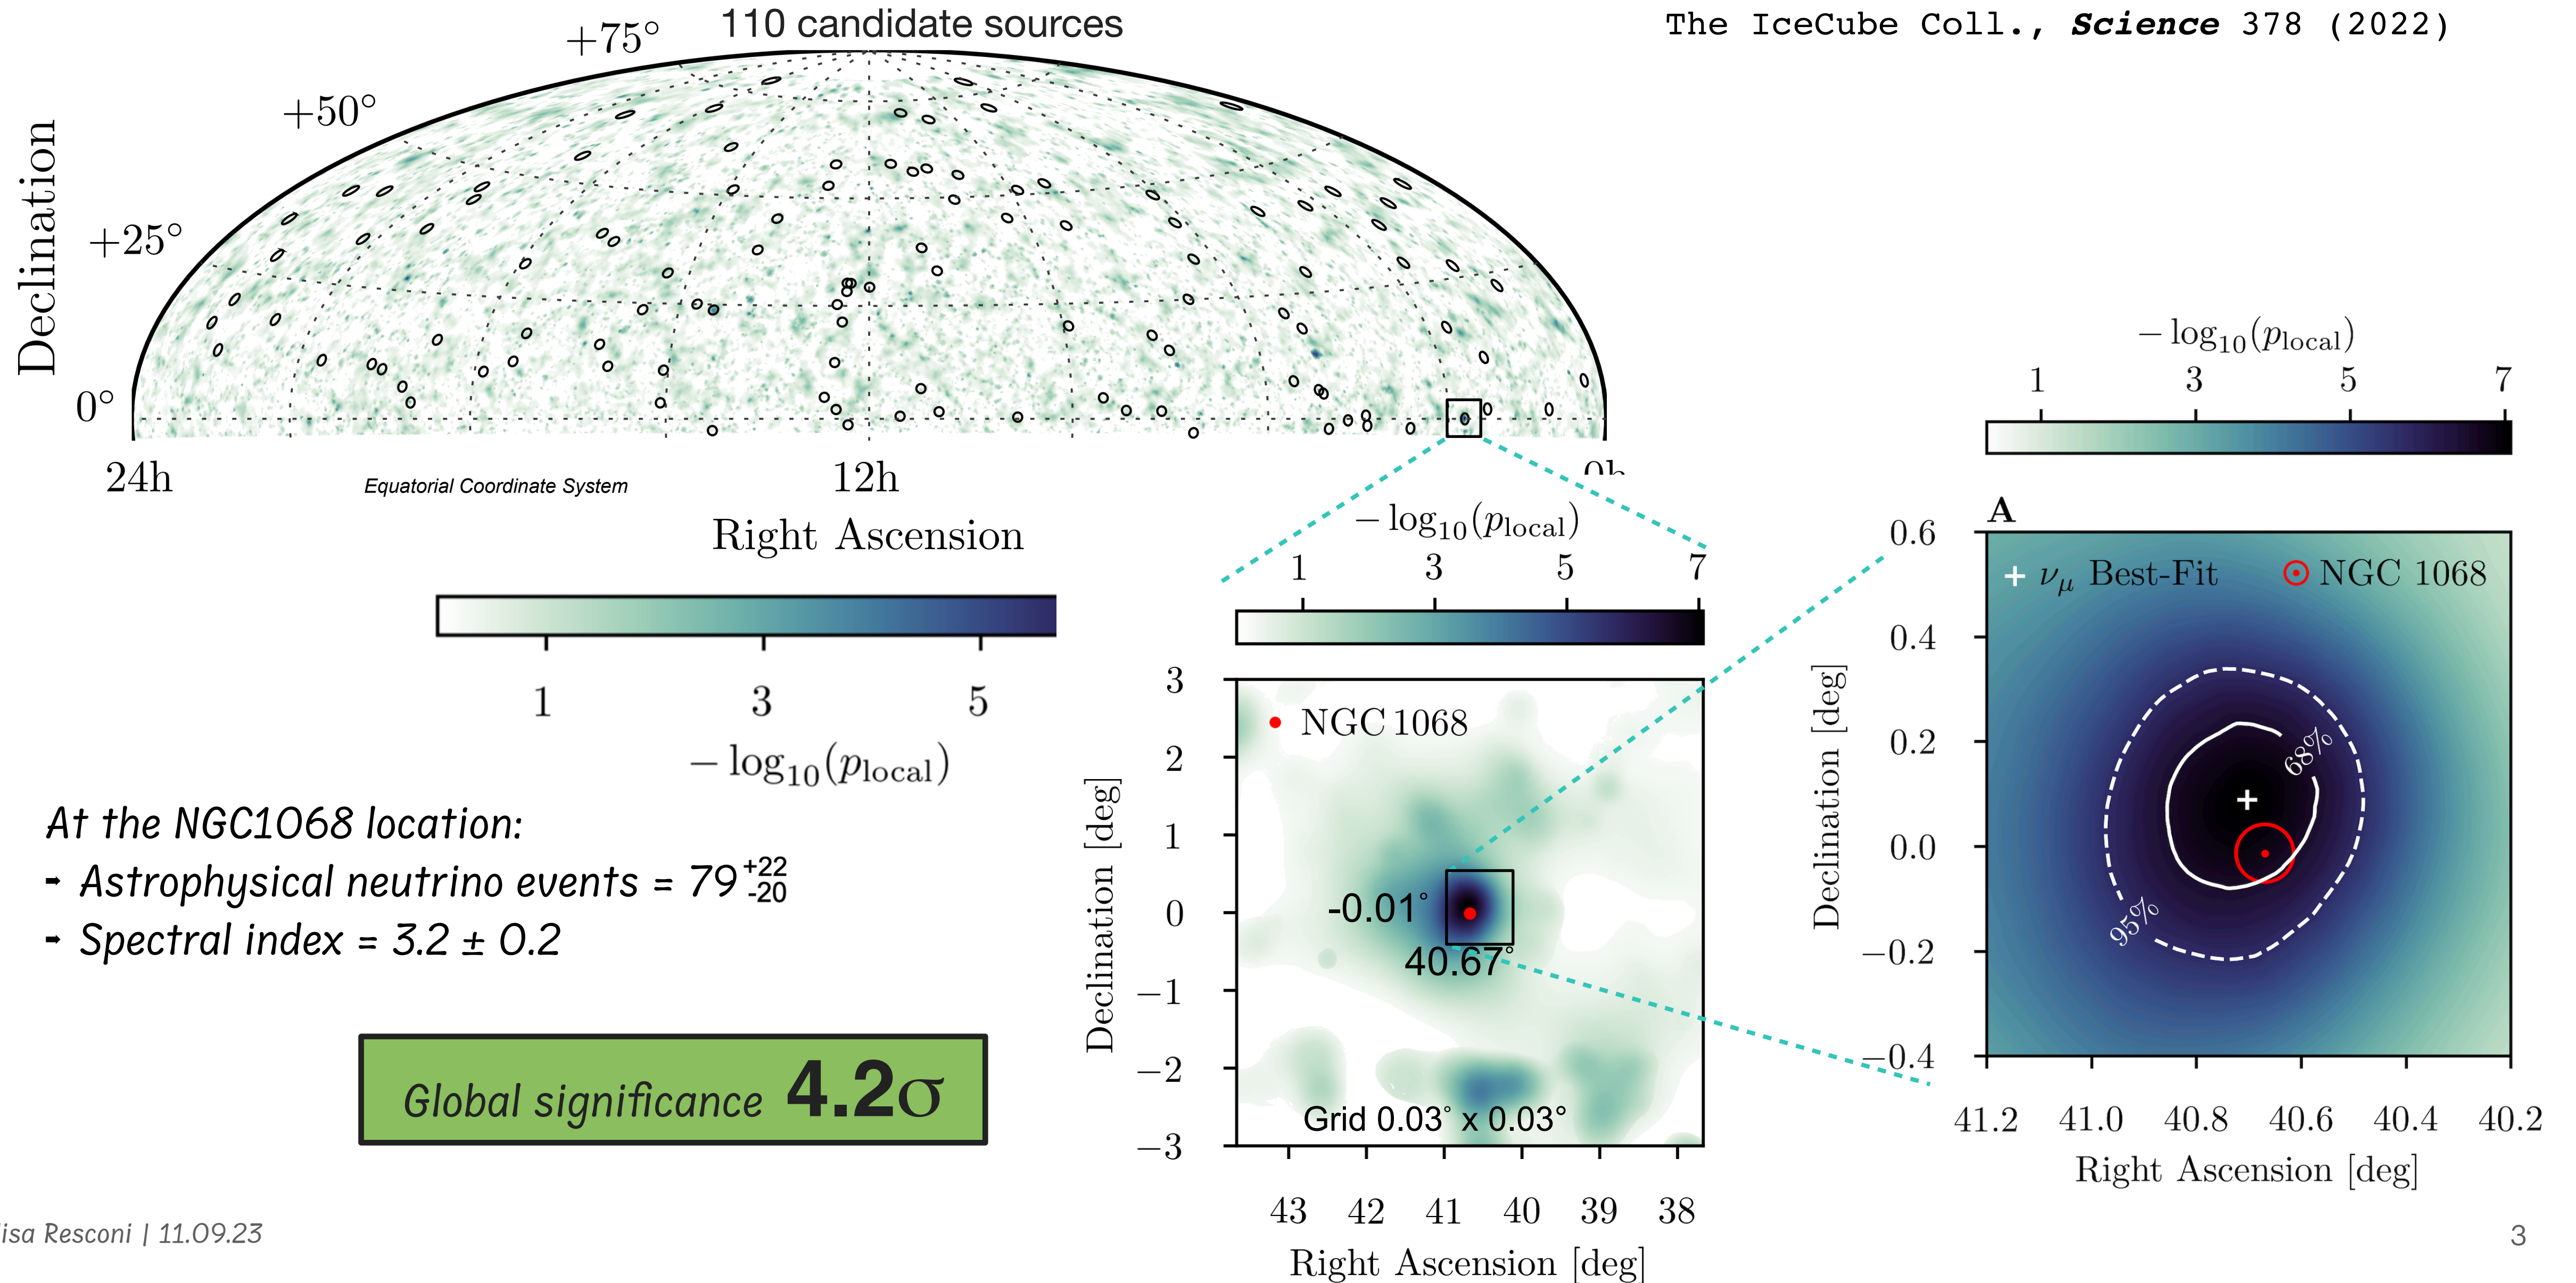 110 candidate sources
The IceCube Coll., Science 378 (2022)
+75°
+50°
+25°
0°
Declination
24h
12h
0h
Equatorial Coordinate System
Right Ascension
1 3 5
− log₁₀(p_local)
At the NGC1068 location:
➡ Astrophysical neutrino events = 79 +22 -20
➡ Spectral index = 3.2 ± 0.2
Global significance 4.2σ
− log₁₀(p_local)
1 3 5 7
NGC 1068
3
2
1
0
−1
−2
−3
Declination [deg]
-0.01°
40.67°
Grid 0.03° x 0.03°
43 42 41 40 39 38
Right Ascension [deg]
− log₁₀(p_local)
1 3 5 7
A
ν_μ Best-Fit
NGC 1068
0.6
0.4
0.2
0.0
−0.2
−0.4
Declination [deg]
68%
95%
41.2 41.0 40.8 40.6 40.4 40.2
Right Ascension [deg]
isa Resconi | 11.09.23
3